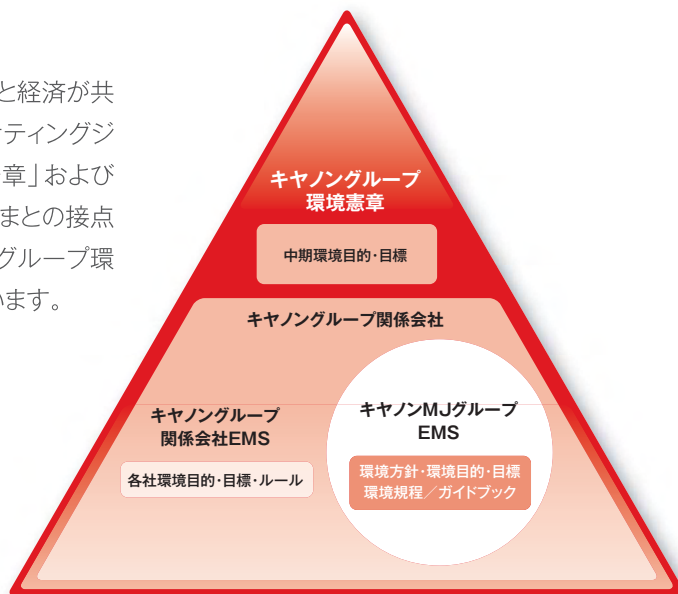 と経済が共
ティングジ
章」および
まとの接点
グループ環
います。
キヤノングループ
環境憲章
中期環境目的・目標
キヤノングループ関係会社
キヤノングループ
関係会社EMS
各社環境目的・目標・ルール
キヤノンMJグループ
EMS
環境方針・環境目的・目標
環境規程／ガイドブック